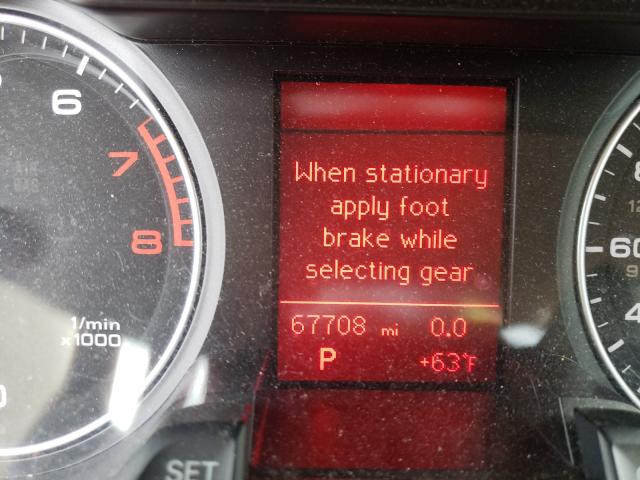 6
7
8
1/min
x1000
When stationary
apply foot
brake while
selecting gear
67708 mi 0.0
P +63°F
60
SET